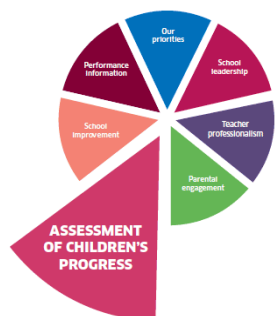 Our
priorities
School
leadership
Teacher
professionalism
Parental
engagement
ASSESSMENT
OF CHILDREN'S
PROGRESS
School
improvement
Performance
information